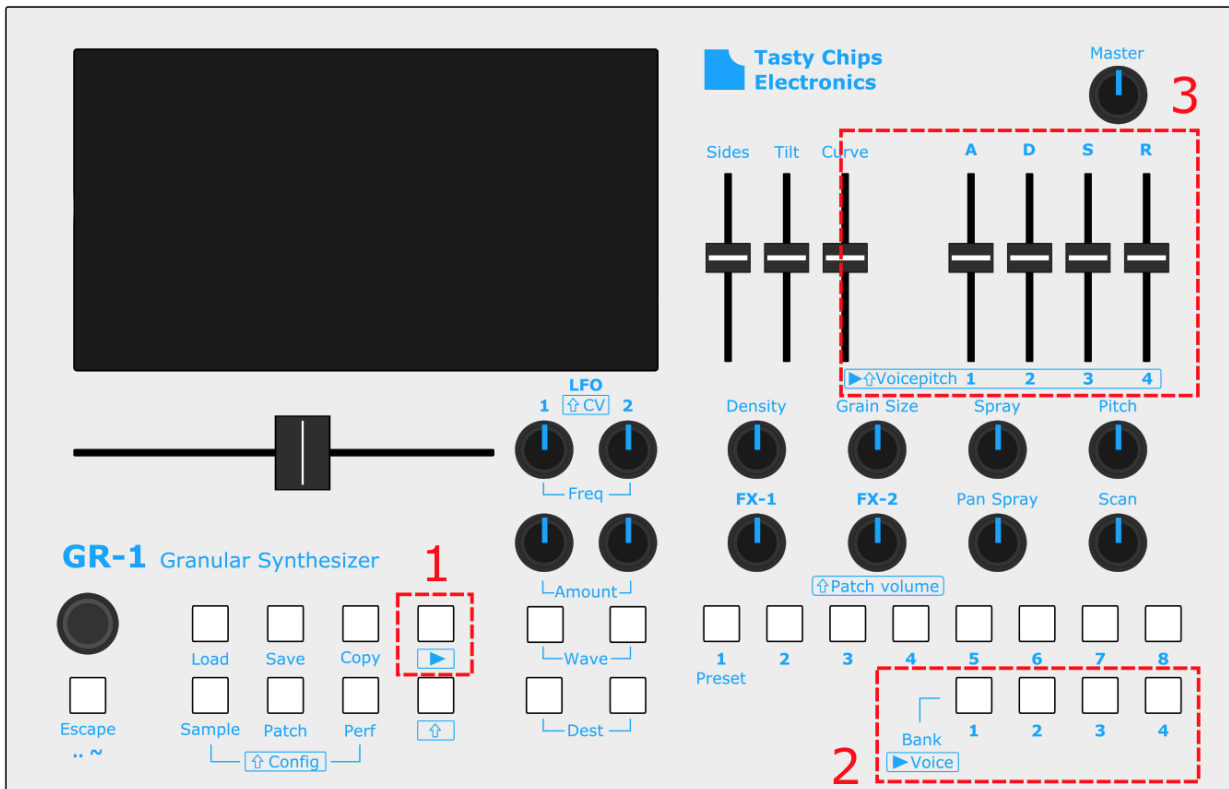 Tasty Chips
Electronics
Master
3
Sides Tilt Curve A D S R
▶⇧Voicepitch 1 2 3 4
LFO
1 ⇧CV 2
Density Grain Size Spray Pitch
Freq
FX-1 FX-2 Pan Spray Scan
GR-1 Granular Synthesizer
1
Amount
⇧Patch volume
Load Save Copy ▶
Wave
1 2 3 4 5 6 7 8
Preset
Escape Sample Patch Perf ⇧
Dest
.. ~
⇧ Config
Bank 1 2 3 4
▶Voice
2